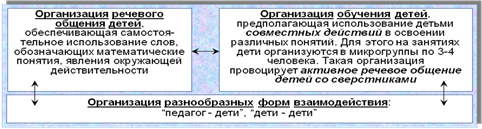 Организация речевого
общения детей,
обеспечивающая самостоя-
тельное использование слов,
обозначающих математические
понятия, явления окружающей
действительности
Организация обучения детей,
предполагающая использование детьми
совместных действий в освоении
различных понятий. Для этого на занятиях
дети организуются в микрогруппы по 3-4
человека. Такая организация
провоцирует активное речевое общение
детей со сверстниками
Организация разнообразных форм взаимодействия:
"педагог - дети", "дети - дети"